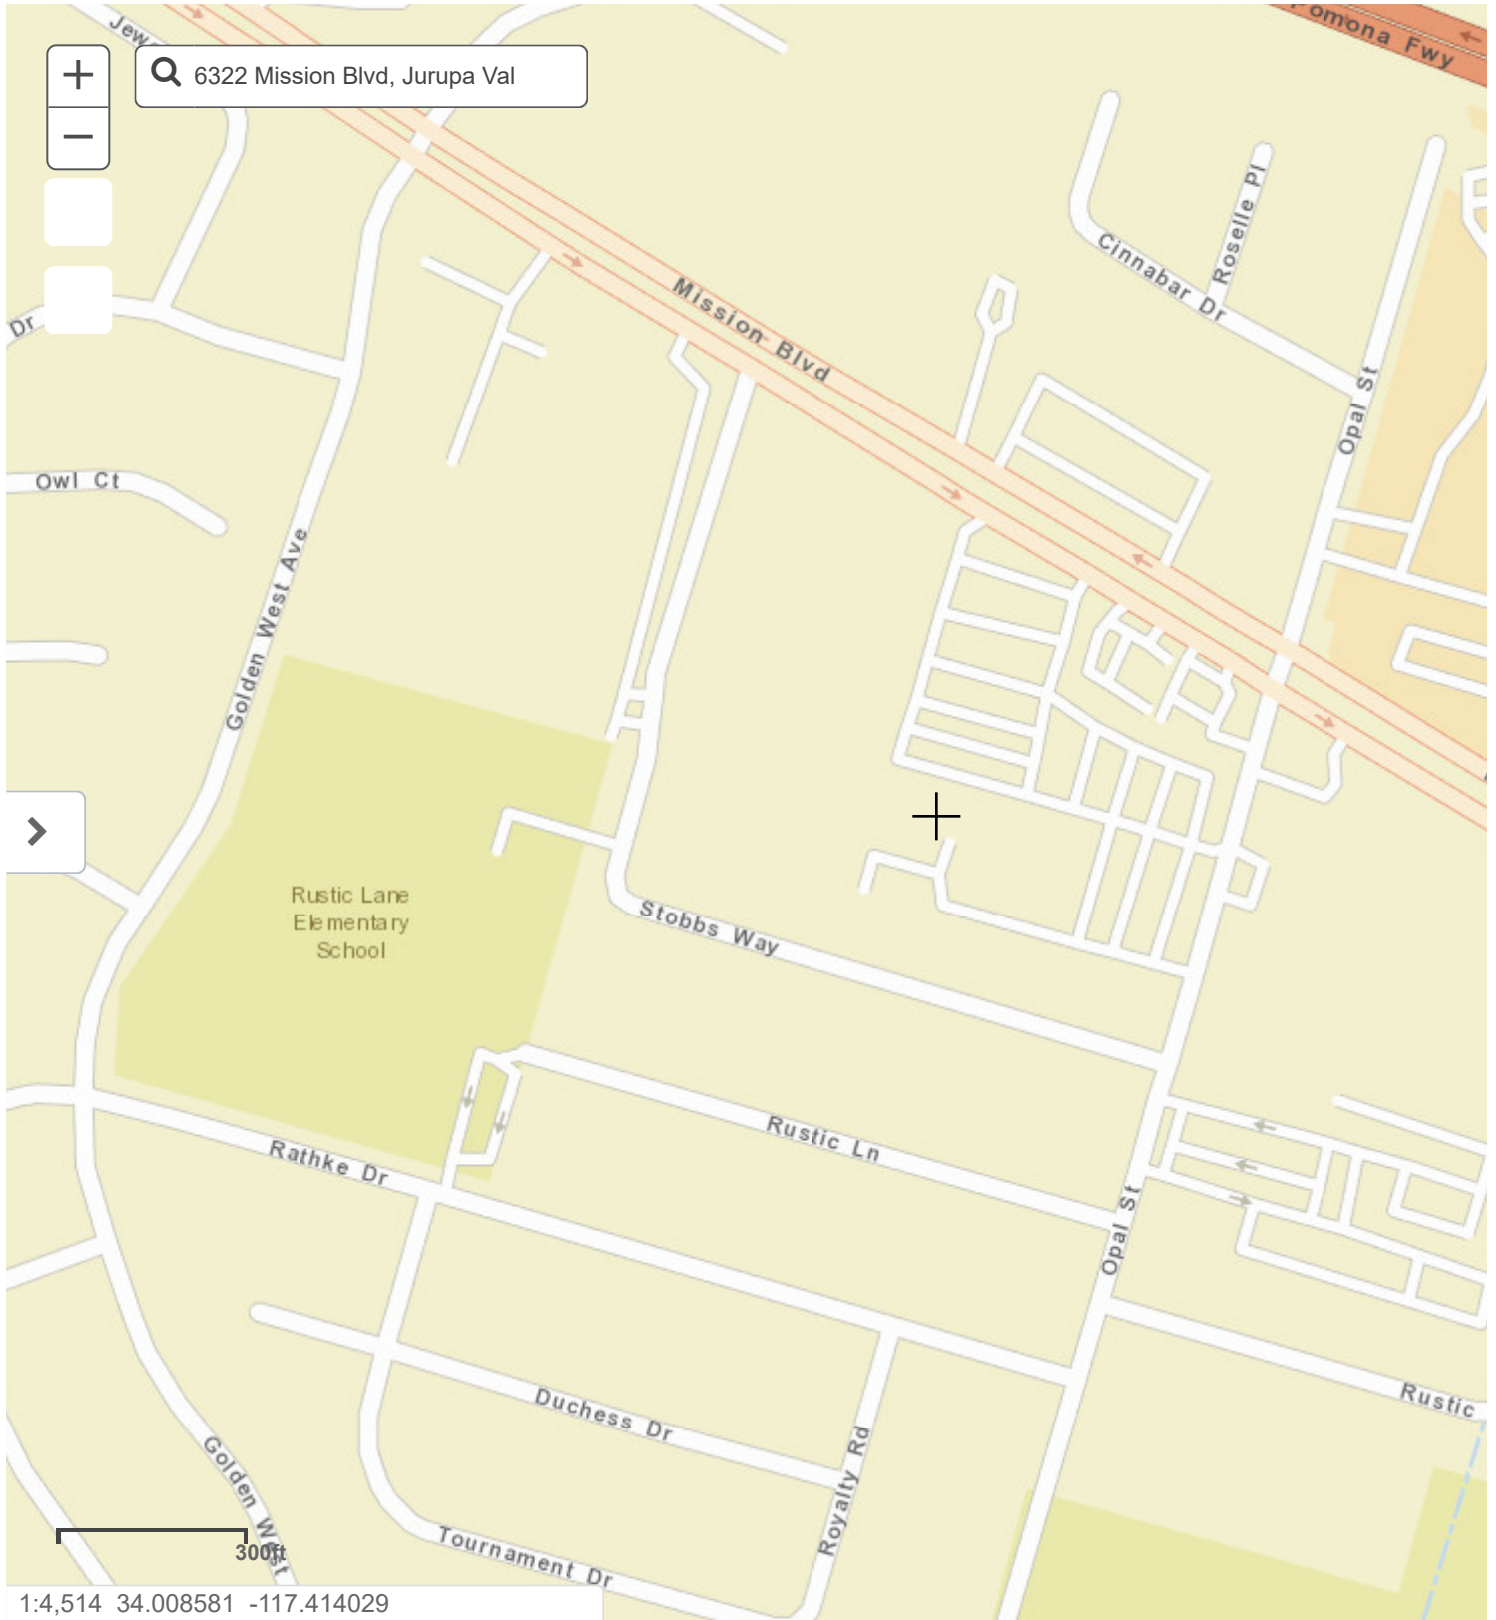 Pomona Fwy
6322 Mission Blvd, Jurupa Val
Roselle Pl
Cinnabar Dr
Mission Blvd
Dr
Opal St
Owl Ct
Golden West Ave
Rustic Lane
Elementary
School
Stobbs Way
Rustic Ln
Rathke Dr
Opal St
Duchess Dr
Rustic
Royalty Rd
Golden West
Tournament Dr
300ft
1:4,514 34.008581 -117.414029